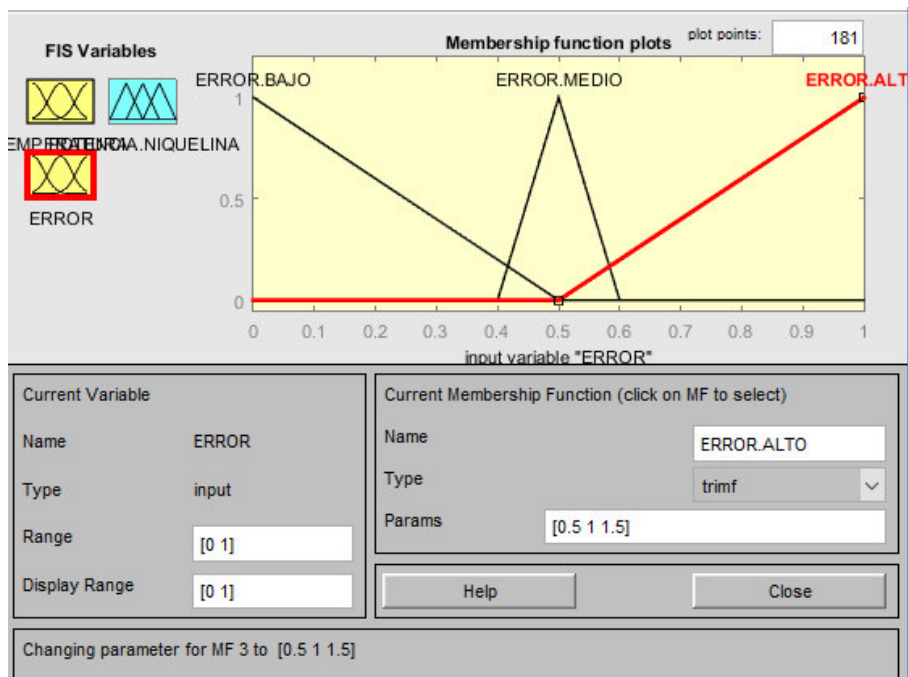 FIS Variables
Membership function plots
plot points:
181
ERROR.BAJO
ERROR.MEDIO
ERROR.ALT
1
0.5
0
NIQUELINA
ERROR
0 0.1 0.2 0.3 0.4 0.5 0.6 0.7 0.8 0.9 1
input variable "ERROR"
Current Variable
Name ERROR
Type input
Range [0 1]
Display Range [0 1]
Current Membership Function (click on MF to select)
Name ERROR.ALTO
Type trimf
Params [0.5 1 1.5]
Help Close
Changing parameter for MF 3 to [0.5 1 1.5]